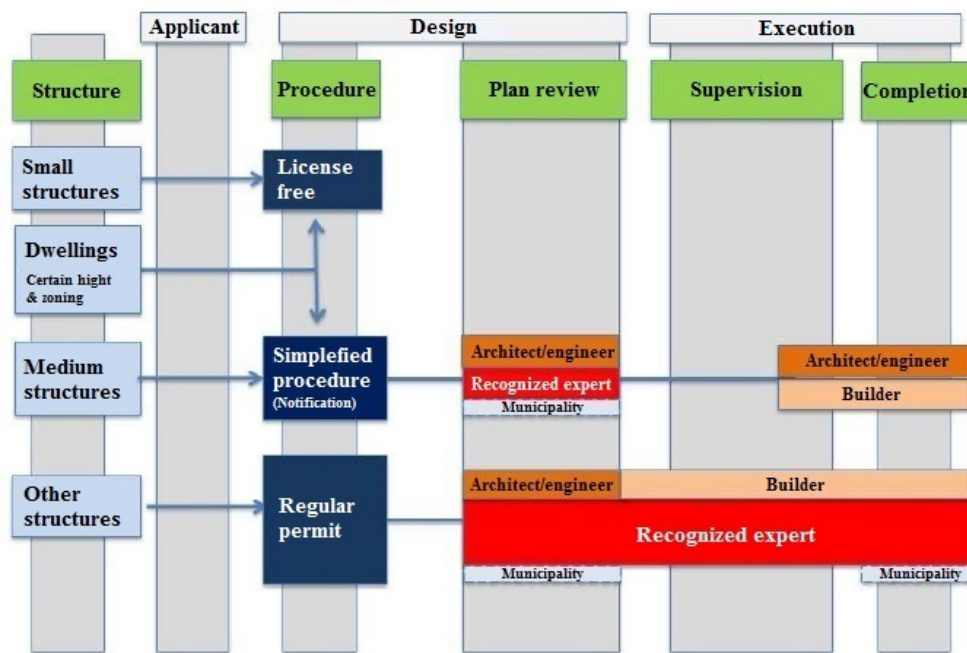 Applicant
Design
Execution
Structure
Procedure
Plan review
Supervision
Completion
Small
structures
License
free
Dwellings
Certain hight
& zoning
Medium
structures
Simplefied
procedure
(Notification)
Architect/engineer
Recognized expert
Municipality
Architect/engineer
Builder
Other
structures
Regular
permit
Architect/engineer
Builder
Recognized expert
Municipality
Municipality